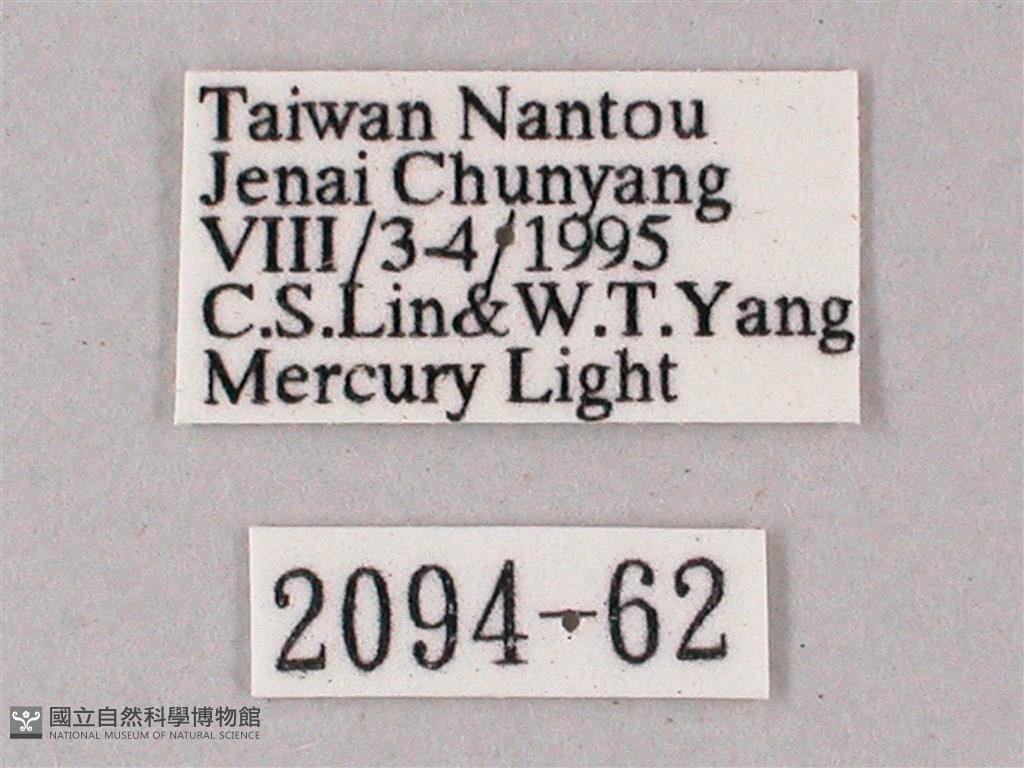 Taiwan Nantou
Jenai Chunyang
VIII/3-4/1995
C.S.Lin&W.T.Yang
Mercury Light
2094-62
國立自然科學博物館
NATIONAL MUSEUM OF NATURAL SCIENCE